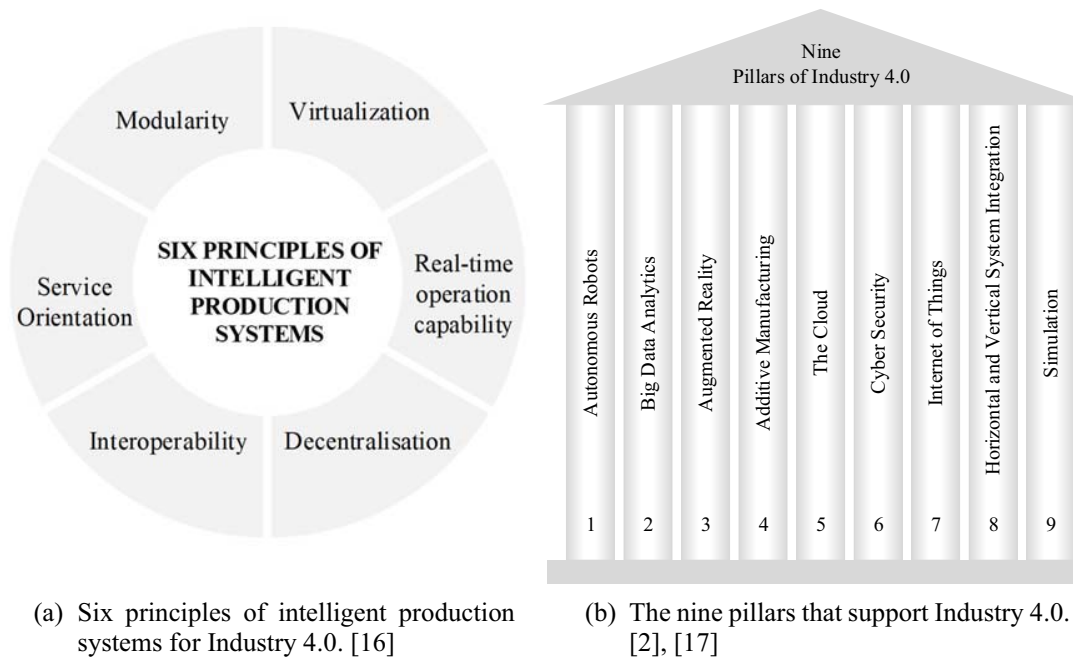 Modularity
Virtualization
Service
Orientation
SIX PRINCIPLES OF
INTELLIGENT
PRODUCTION
SYSTEMS
Real-time
operation
capability
Interoperability
Decentralisation
(a) Six principles of intelligent production
systems for Industry 4.0. [16]
Nine
Pillars of Industry 4.0
Autonomous Robots
Big Data Analytics
Augmented Reality
Additive Manufacturing
The Cloud
Cyber Security
Internet of Things
Horizontal and Vertical System Integration
Simulation
1 2 3 4 5 6 7 8 9
(b) The nine pillars that support Industry 4.0.
[2], [17]